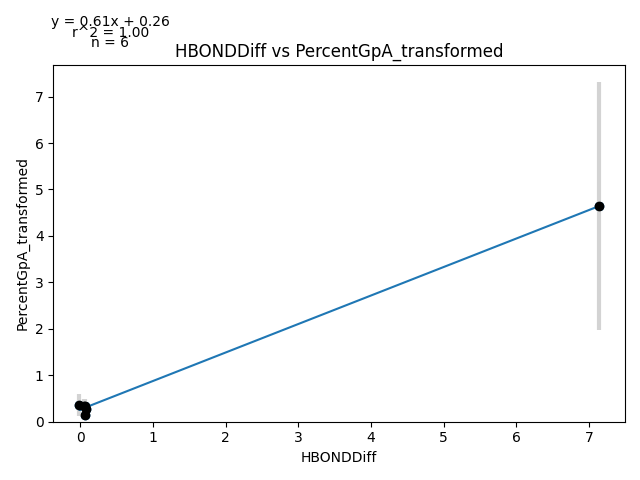 y = 0.61x + 0.26
r^2 = 1.00
n = 6
HBONDDiff vs PercentGpA_transformed
PercentGpA_transformed
7
6
5
4
3
2
1
0
0 1 2 3 4 5 6 7
HBONDDiff